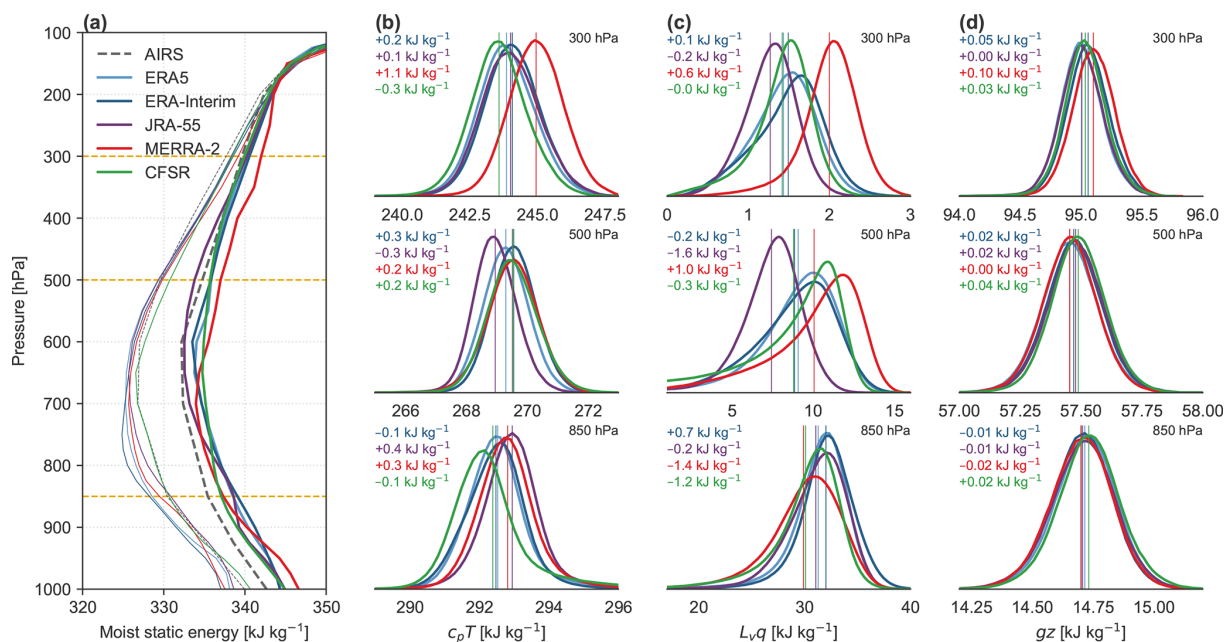 (a)
100
200
300
400
500
600
700
800
900
1000
Pressure [hPa]
AIRS
ERA5
ERA-Interim
JRA-55
MERRA-2
CFSR
320
330
340
350
Moist static energy [kJ kg⁻¹]
(b)
+0.2 kJ kg⁻¹
+0.1 kJ kg⁻¹
+1.1 kJ kg⁻¹
−0.3 kJ kg⁻¹
300 hPa
240.0 242.5 245.0 247.5
+0.3 kJ kg⁻¹
−0.3 kJ kg⁻¹
+0.2 kJ kg⁻¹
+0.2 kJ kg⁻¹
500 hPa
266 268 270 272
−0.1 kJ kg⁻¹
+0.4 kJ kg⁻¹
+0.3 kJ kg⁻¹
−0.1 kJ kg⁻¹
850 hPa
290 292 294 296
cₚT [kJ kg⁻¹]
(c)
+0.1 kJ kg⁻¹
−0.2 kJ kg⁻¹
+0.6 kJ kg⁻¹
−0.0 kJ kg⁻¹
300 hPa
0 1 2 3
−0.2 kJ kg⁻¹
−1.6 kJ kg⁻¹
+1.0 kJ kg⁻¹
−0.3 kJ kg⁻¹
500 hPa
5 10 15
+0.7 kJ kg⁻¹
−0.2 kJ kg⁻¹
−1.4 kJ kg⁻¹
−1.2 kJ kg⁻¹
850 hPa
20 30 40
Lᵥq [kJ kg⁻¹]
(d)
+0.05 kJ kg⁻¹
+0.00 kJ kg⁻¹
+0.10 kJ kg⁻¹
+0.03 kJ kg⁻¹
300 hPa
94.0 94.5 95.0 95.5 96.0
+0.02 kJ kg⁻¹
+0.02 kJ kg⁻¹
+0.00 kJ kg⁻¹
+0.04 kJ kg⁻¹
500 hPa
57.00 57.25 57.50 57.75 58.00
−0.01 kJ kg⁻¹
−0.01 kJ kg⁻¹
−0.02 kJ kg⁻¹
+0.02 kJ kg⁻¹
850 hPa
14.25 14.50 14.75 15.00
gz [kJ kg⁻¹]